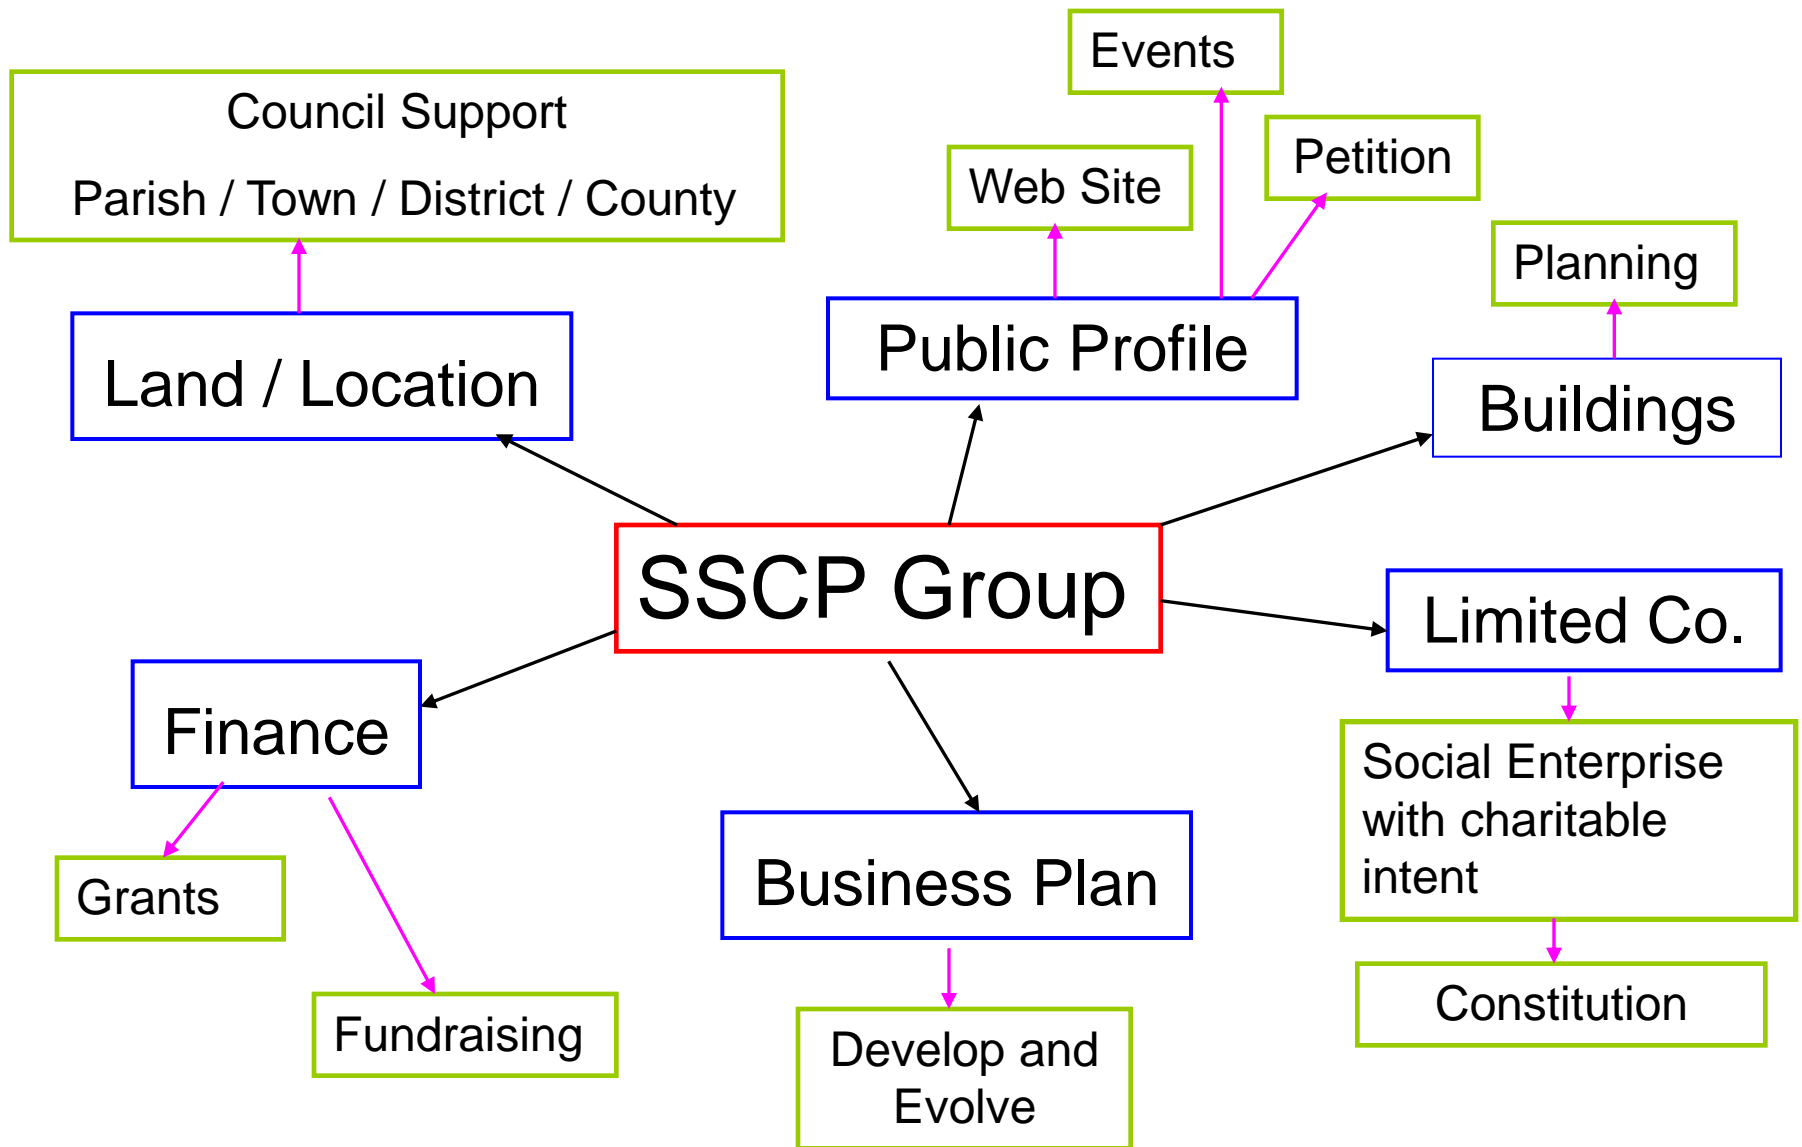 Events
Council Support
Parish / Town / District / County
Petition
Web Site
Planning
Land / Location
Public Profile
Buildings
SSCP Group
Limited Co.
Finance
Social Enterprise
with charitable
intent
Business Plan
Grants
Constitution
Fundraising
Develop and
Evolve